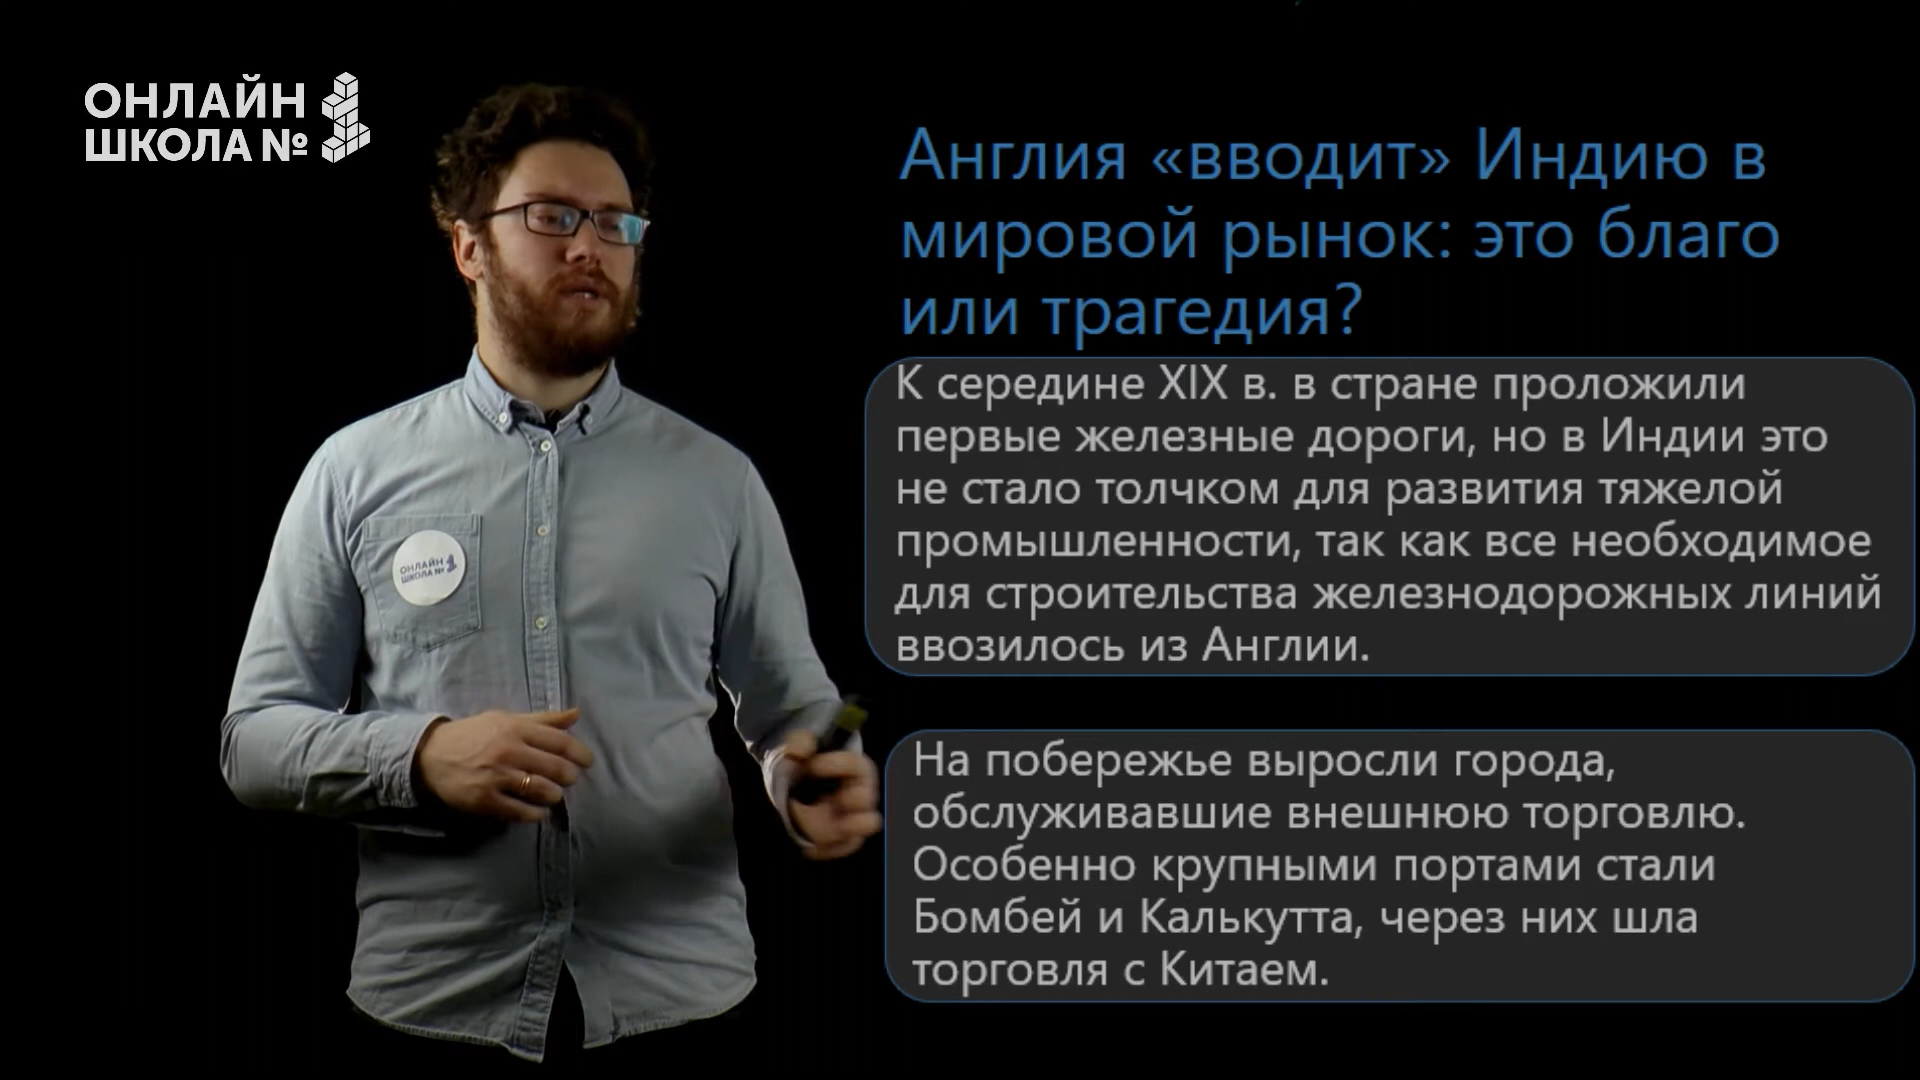 ОНЛАЙН
ШКОЛА №
Англия «вводит» Индию в
мировой рынок: это благо
или трагедия?
К середине XIX в. в стране проложили
первые железные дороги, но в Индии это
не стало толчком для развития тяжелой
промышленности, так как все необходимое
для строительства железнодорожных линий
ввозилось из Англии.
ОНЛАЙН
ШКОЛА №
На побережье выросли города,
обслуживавшие внешнюю торговлю.
Особенно крупными портами стали
Бомбей и Калькутта, через них шла
торговля с Китаем.